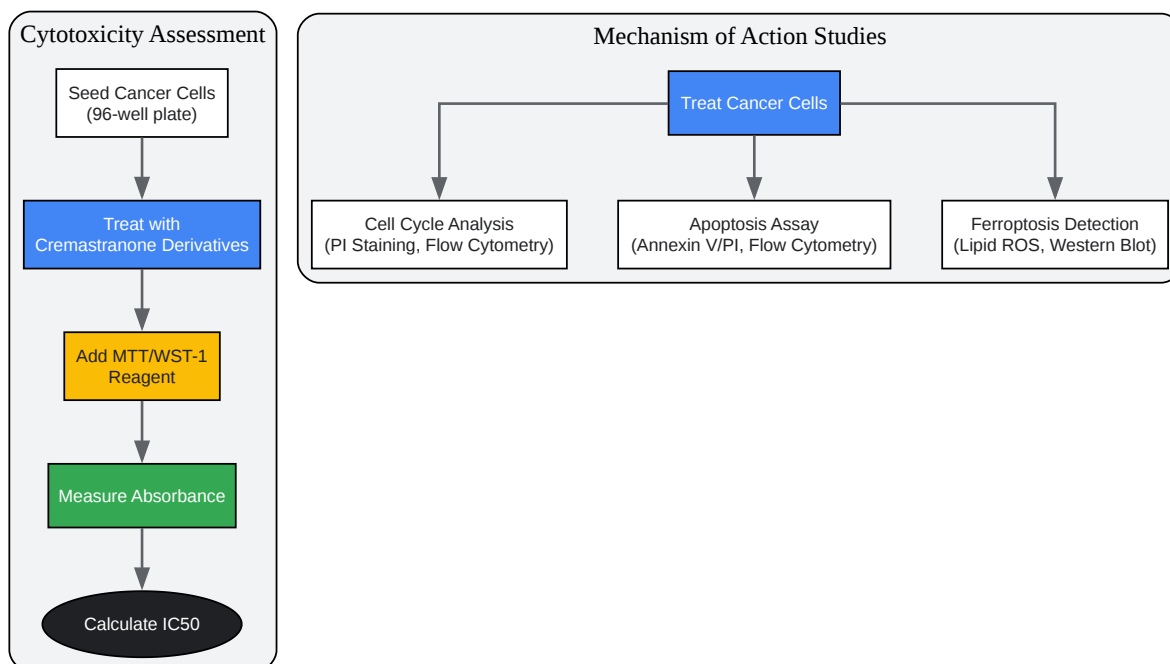 Cytotoxicity Assessment
Seed Cancer Cells
(96-well plate)
Treat with
Cremastranone Derivatives
Add MTT/WST-1
Reagent
Measure Absorbance
Calculate IC50
Mechanism of Action Studies
Treat Cancer Cells
Cell Cycle Analysis
(PI Staining, Flow Cytometry)
Apoptosis Assay
(Annexin V/PI, Flow Cytometry)
Ferroptosis Detection
(Lipid ROS, Western Blot)